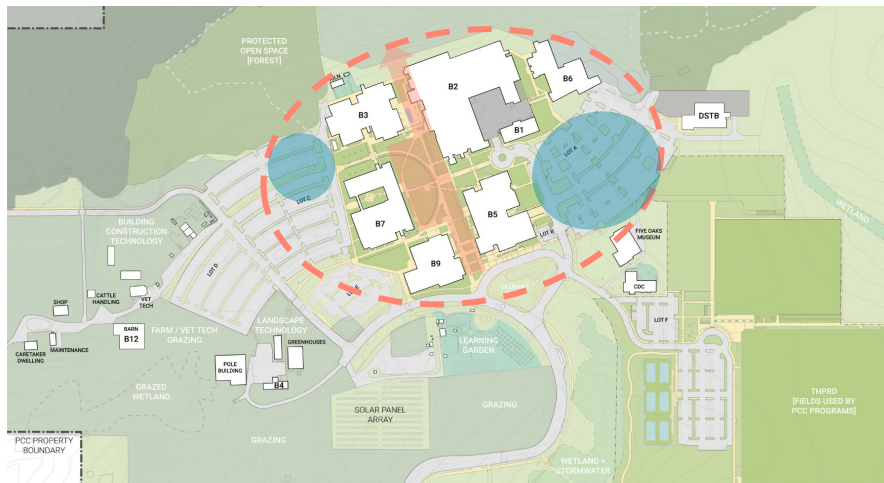 PROTECTED
OPEN SPACE
[FOREST]
B2
B6
B3
B1
DSTB
LOT A
LOT C
WETLAND
B7
B5
BUILDING
CONSTRUCTION
TECHNOLOGY
LOT B
FIVE OAKS
MUSEUM
B9
LOT D
CDC
SHOP
CATTLE
HANDLING
VET
TECH
LOT F
BARN
B12
FARM / VET TECH
GRAZING
LANDSCAPE
TECHNOLOGY
GREENHOUSES
LEARNING
GARDEN
CARETAKER
DWELLING
MAINTENANCE
POLE
BUILDING
B4
GRAZED
WETLAND
SOLAR PANEL
ARRAY
GRAZING
THPRD
[FIELDS USED BY
PCC PROGRAMS]
GRAZING
PCC PROPERTY
BOUNDARY
WETLAND +
STORMWATER